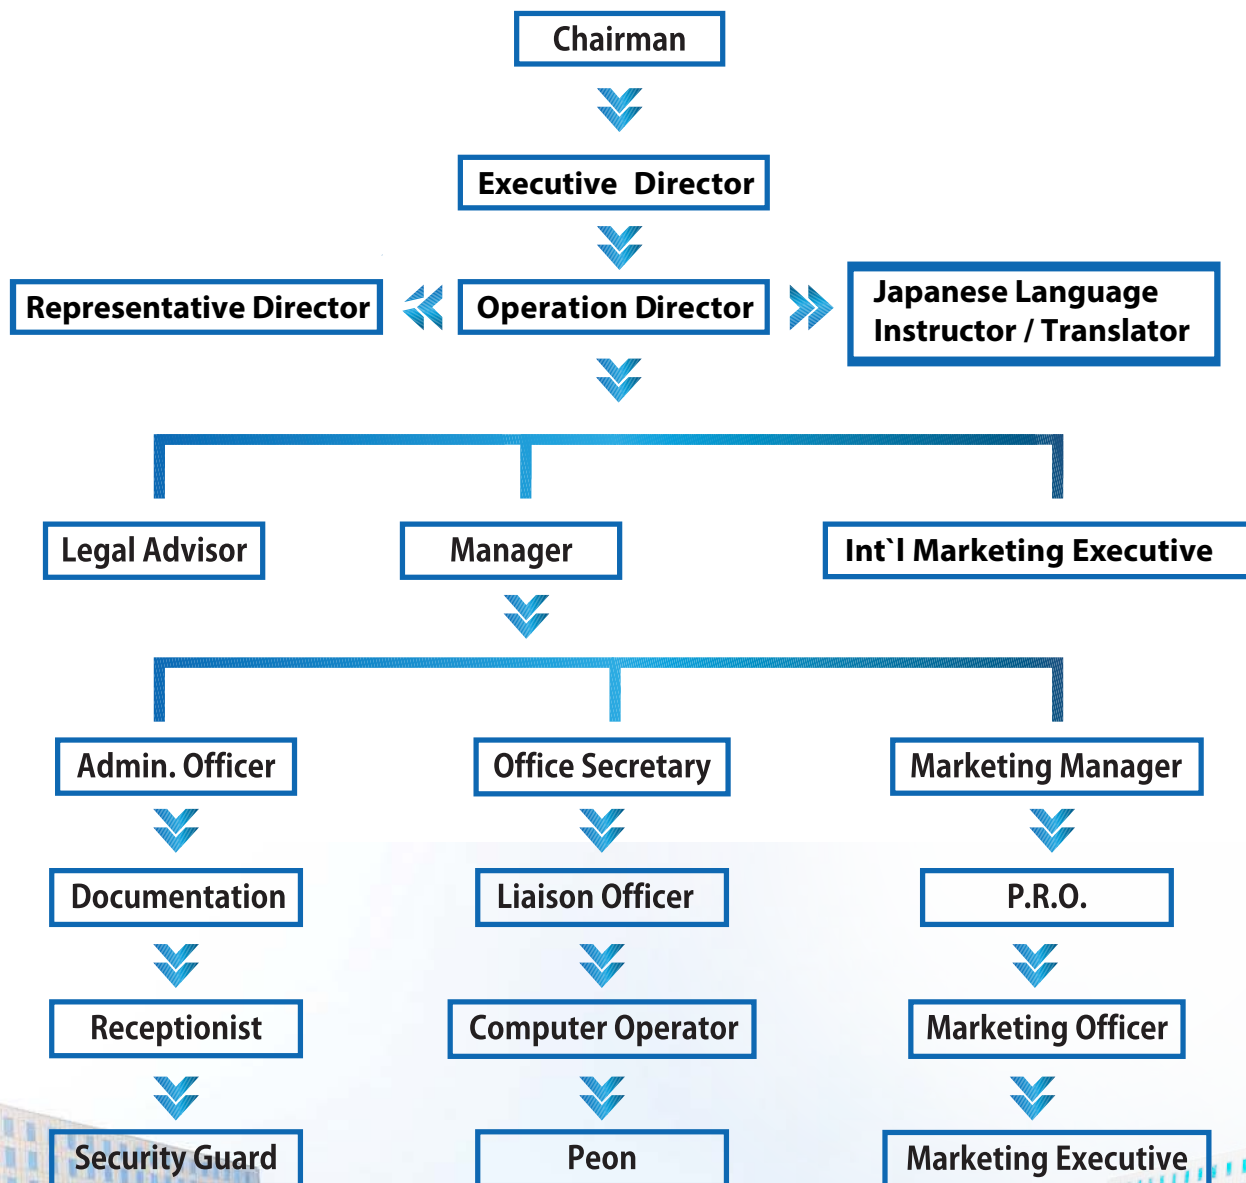 Chairman
Executive Director
Representative Director
Operation Director
Japanese Language
Instructor / Translator
Legal Advisor
Manager
Int`l Marketing Executive
Admin. Officer
Office Secretary
Marketing Manager
Documentation
Liaison Officer
P.R.O.
Receptionist
Computer Operator
Marketing Officer
Security Guard
Peon
Marketing Executive